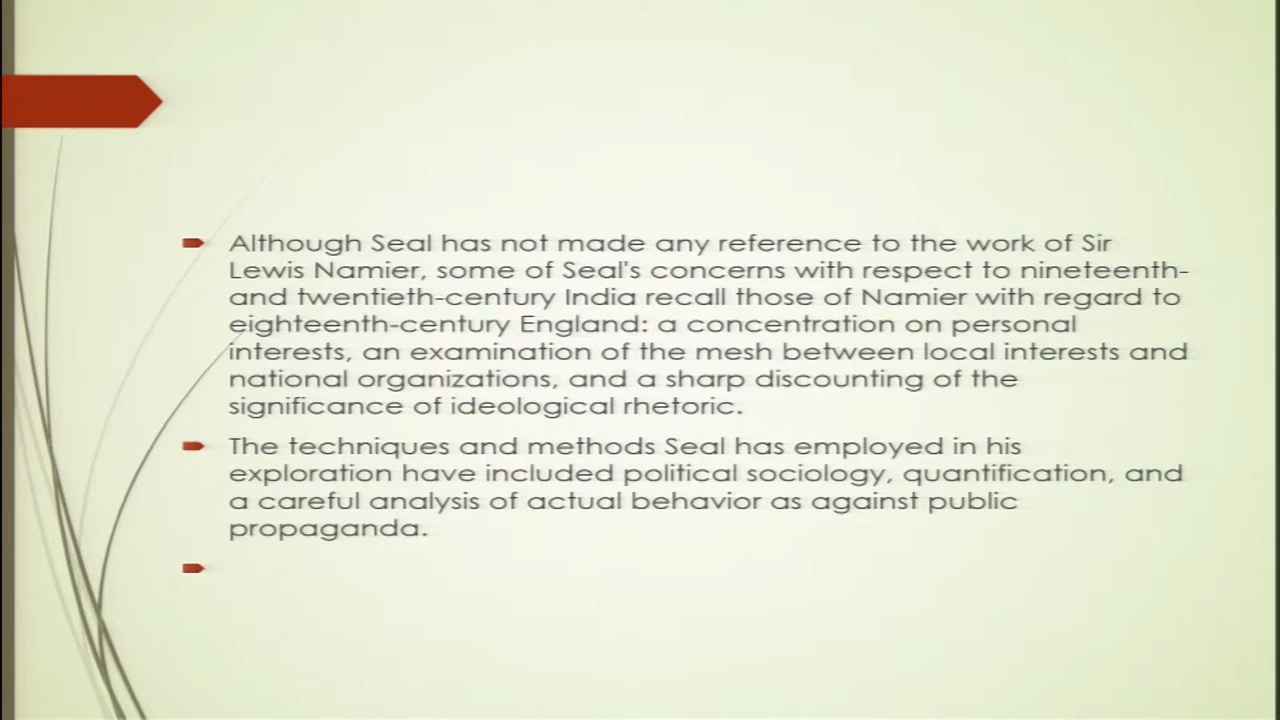 Although Seal has not made any reference to the work of Sir
Lewis Namier, some of Seal's concerns with respect to nineteenth-
and twentieth-century India recall those of Namier with regard to
eighteenth-century England: a concentration on personal
interests, an examination of the mesh between local interests and
national organizations, and a sharp discounting of the
significance of ideological rhetoric.
The techniques and methods Seal has employed in his
exploration have included political sociology, quantification, and
a careful analysis of actual behavior as against public
propaganda.